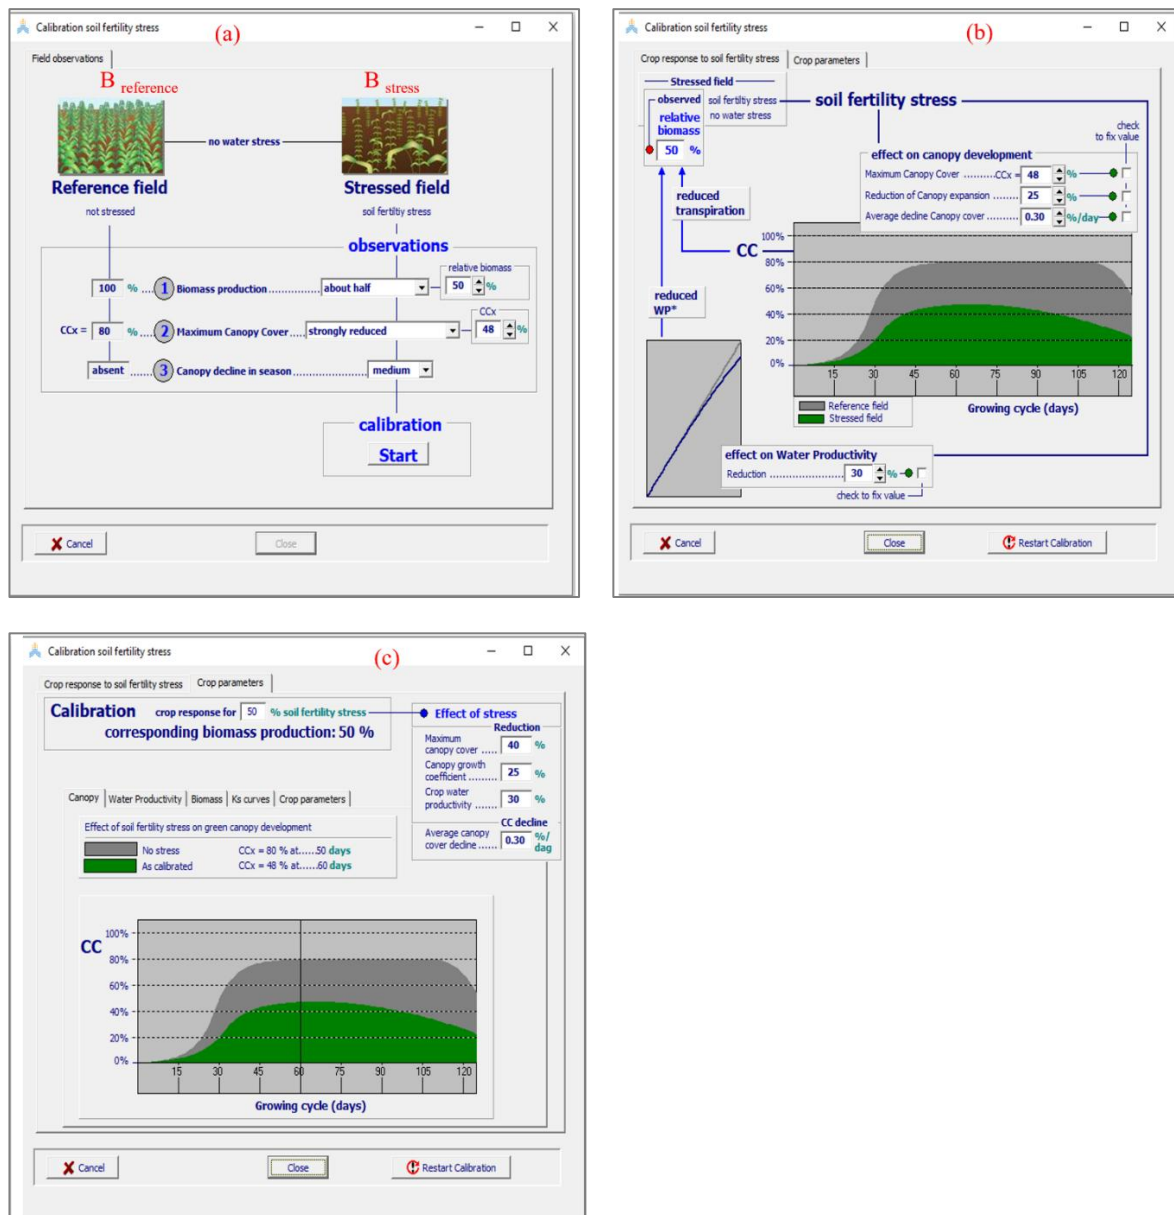 Calibration soil fertility stress
(a)
Field observations
B reference
B stress
no water stress
Reference field
Stressed field
not stressed
soil fertiltiy stress
observations
relative biomass
100 % .... 1 Biomass production .............. about half 50 %
CCx
CCx = 80 % .... 2 Maximum Canopy Cover .... strongly reduced 48 %
absent ...... 3 Canopy decline in season .................... medium
calibration
Start
Cancel
Close
Calibration soil fertility stress
(b)
Crop response to soil fertility stress
Crop parameters
Stressed field
observed
soil fertiltiy stress
no water stress
relative
biomass
50 %
soil fertility stress
check
to fix value
effect on canopy development
Maximum Canopy Cover ..........CCx = 48 %
Reduction of Canopy expansion ........ 25 %
Average decline Canopy cover .......... 0.30 %/day
reduced
transpiration
CC
100%
80%
60%
40%
20%
0%
15 30 45 60 75 90 105 120
Reference field
Stressed field
Growing cycle (days)
reduced
WP*
effect on Water Productivity
Reduction ........................... 30 %
check to fix value
Cancel
Close
Restart Calibration
Calibration soil fertility stress
(c)
Crop response to soil fertility stress
Crop parameters
Calibration crop response for 50 % soil fertility stress
corresponding biomass production: 50 %
Effect of stress
Reduction
Maximum
canopy cover ..... 40 %
Canopy growth
coefficient ......... 25 %
Crop water
productivity ....... 30 %
CC decline
Average canopy
cover decline ...... 0.30 %/
dag
Canopy
Water Productivity
Biomass
Ks curves
Crop parameters
Effect of soil fertility stress on green canopy development
No stress CCx = 80 % at......50 days
As calibrated CCx = 48 % at......60 days
CC
100%
80%
60%
40%
20%
0%
15 30 45 60 75 90 105 120
Growing cycle (days)
Cancel
Close
Restart Calibration